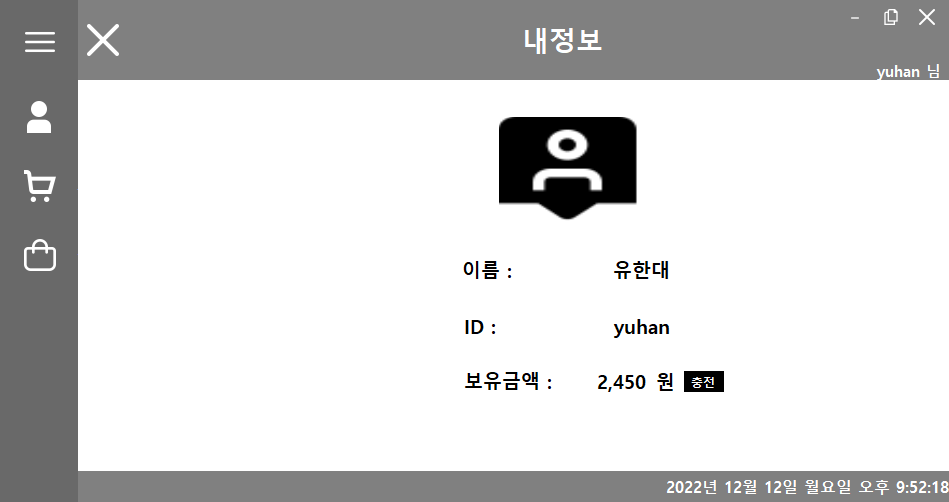 내정보
yuhan 님
이름 : 유한대
ID : yuhan
보유금액 : 2,450 원 충전
2022년 12월 12일 월요일 오후 9:52:18